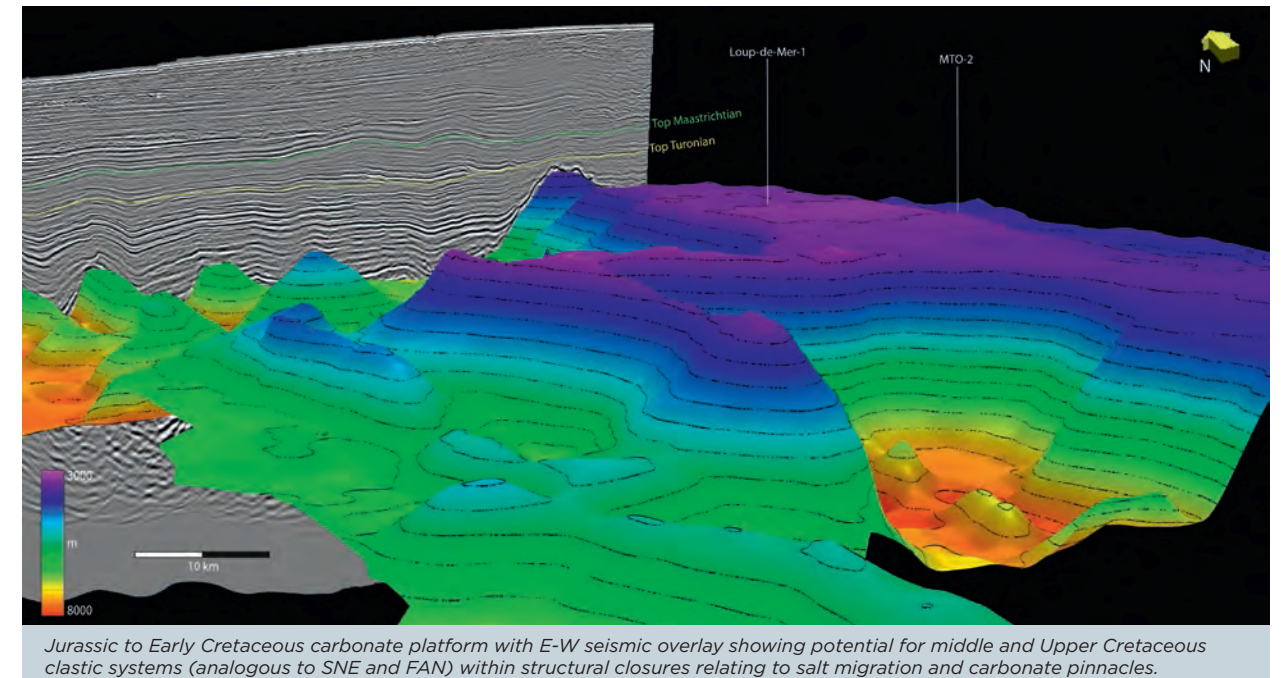 Loup-de-Mer-1
MTO-2
N
Top Maastrichtian
Top Turonian
3000
m
8000
10 km
Jurassic to Early Cretaceous carbonate platform with E-W seismic overlay showing potential for middle and Upper Cretaceous
clastic systems (analogous to SNE and FAN) within structural closures relating to salt migration and carbonate pinnacles.